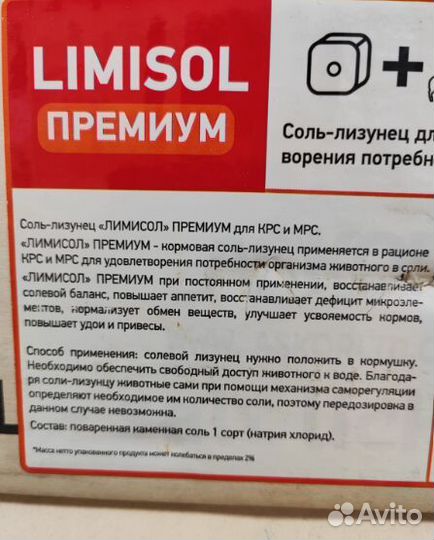 LIMISOL
ПРЕМИУМ
+
Соль-лизунец дл
ворения потребн
Соль-лизунец «ЛИМИСОЛ» ПРЕМИУМ для КРС и МРС.
«ЛИМИСОЛ» ПРЕМИУМ - кормовая соль-лизунец применяется в рационе
КРС и МРС для удовлетворения потребности организма животного в соли.
«ЛИМИСОЛ» ПРЕМИУМ при постоянном применении, восстанавливает
солевой баланс, повышает аппетит, восстанавливает дефицит микроэле-
ментов, нормализует обмен веществ, улучшает усвояемость кормов,
повышает удои и привесы.
Способ применения: солевой лизунец нужно положить в кормушку.
Необходимо обеспечить свободный доступ животного к воде. Благода-
ря соли-лизунцу животные сами при помощи механизма саморегуляции
определяют необходимое им количество соли, поэтому передозировка в
данном случае невозможна.
Состав: поваренная каменная соль 1 сорт (натрия хлорид).
*Масса нетто упакованного продукта может колебаться в пределах 2%
Avito